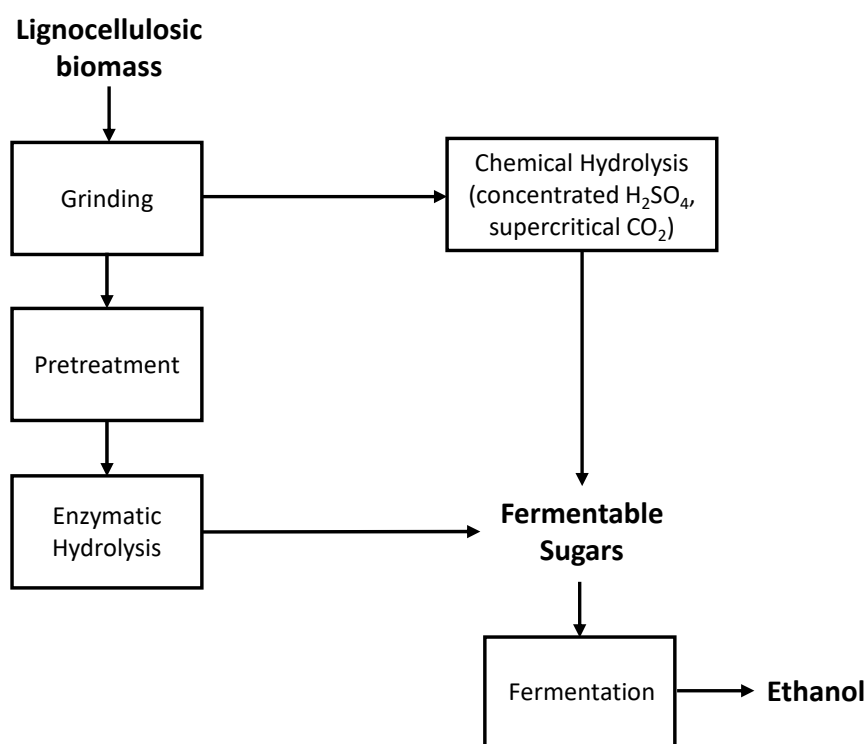 Lignocellulosic
biomass
Grinding
Chemical Hydrolysis
(concentrated H₂SO₄,
supercritical CO₂)
Pretreatment
Enzymatic
Hydrolysis
Fermentable
Sugars
Fermentation
Ethanol